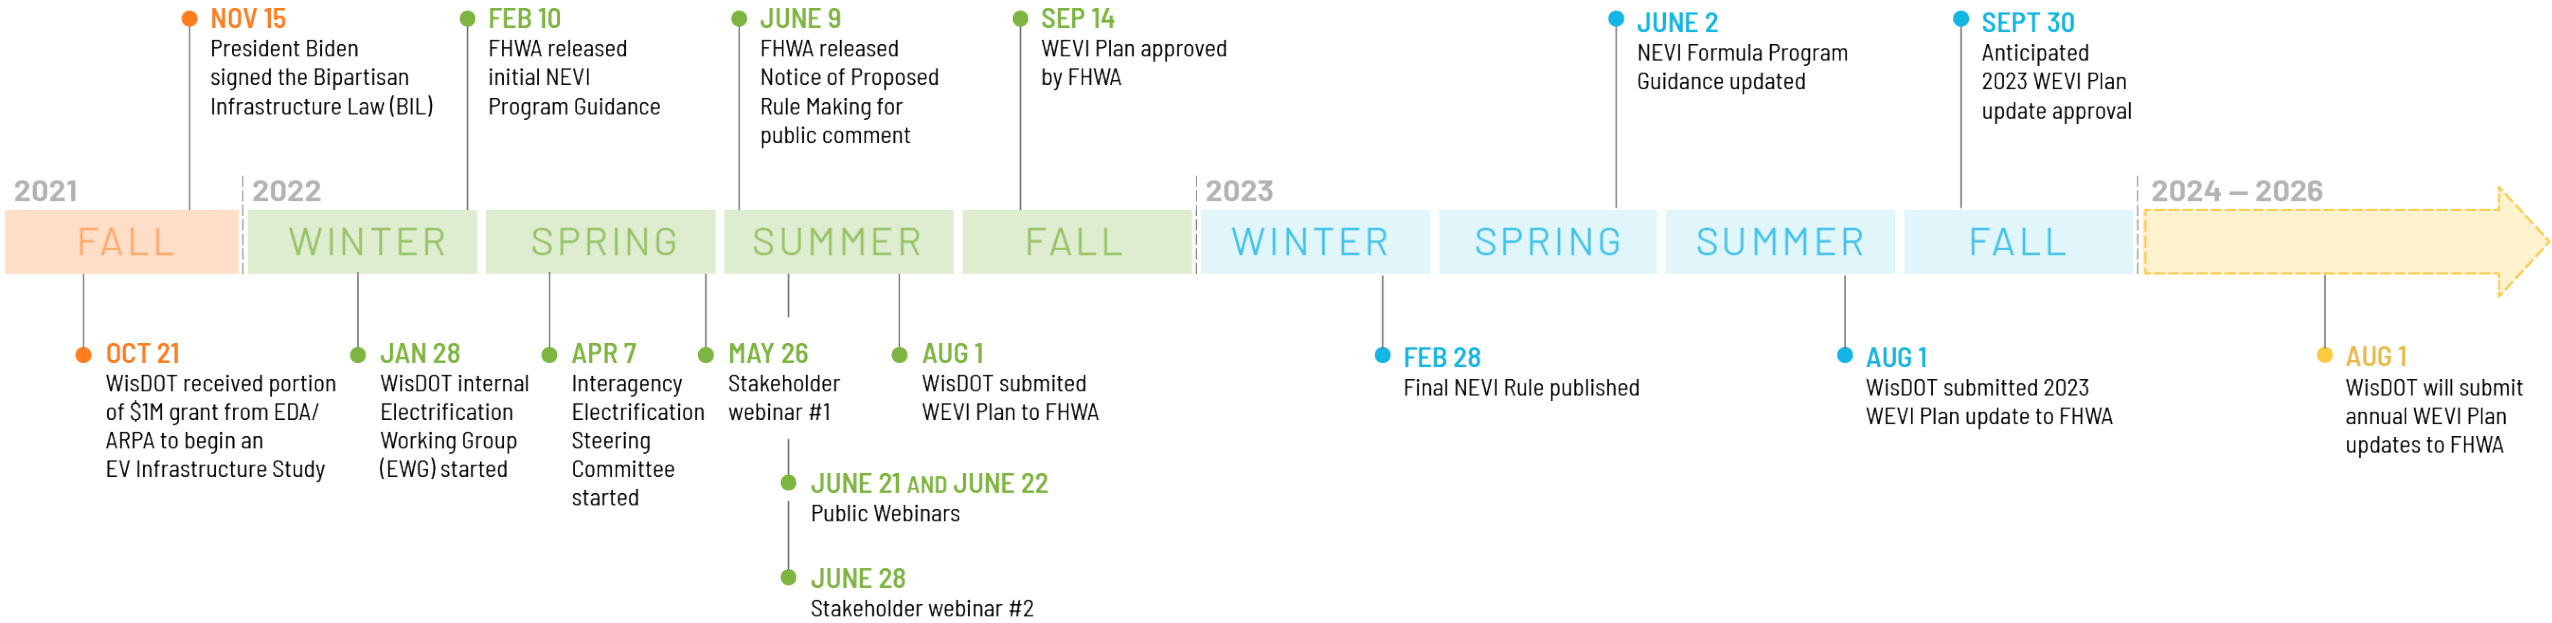 NOV 15
President Biden
signed the Bipartisan
Infrastructure Law (BIL)
FEB 10
FHWA released
initial NEVI
Program Guidance
JUNE 9
FHWA released
Notice of Proposed
Rule Making for
public comment
SEP 14
WEVI Plan approved
by FHWA
JUNE 2
NEVI Formula Program
Guidance updated
SEPT 30
Anticipated
2023 WEVI Plan
update approval
2021
2022
2023
2024 – 2026
FALL
WINTER
SPRING
SUMMER
FALL
WINTER
SPRING
SUMMER
FALL
OCT 21
WisDOT received portion
of $1M grant from EDA/
ARPA to begin an
EV Infrastructure Study
JAN 28
WisDOT internal
Electrification
Working Group
(EWG) started
APR 7
Interagency
Electrification
Steering
Committee
started
MAY 26
Stakeholder
webinar #1
JUNE 21 AND JUNE 22
Public Webinars
JUNE 28
Stakeholder webinar #2
AUG 1
WisDOT submited
WEVI Plan to FHWA
FEB 28
Final NEVI Rule published
AUG 1
WisDOT submitted 2023
WEVI Plan update to FHWA
AUG 1
WisDOT will submit
annual WEVI Plan
updates to FHWA